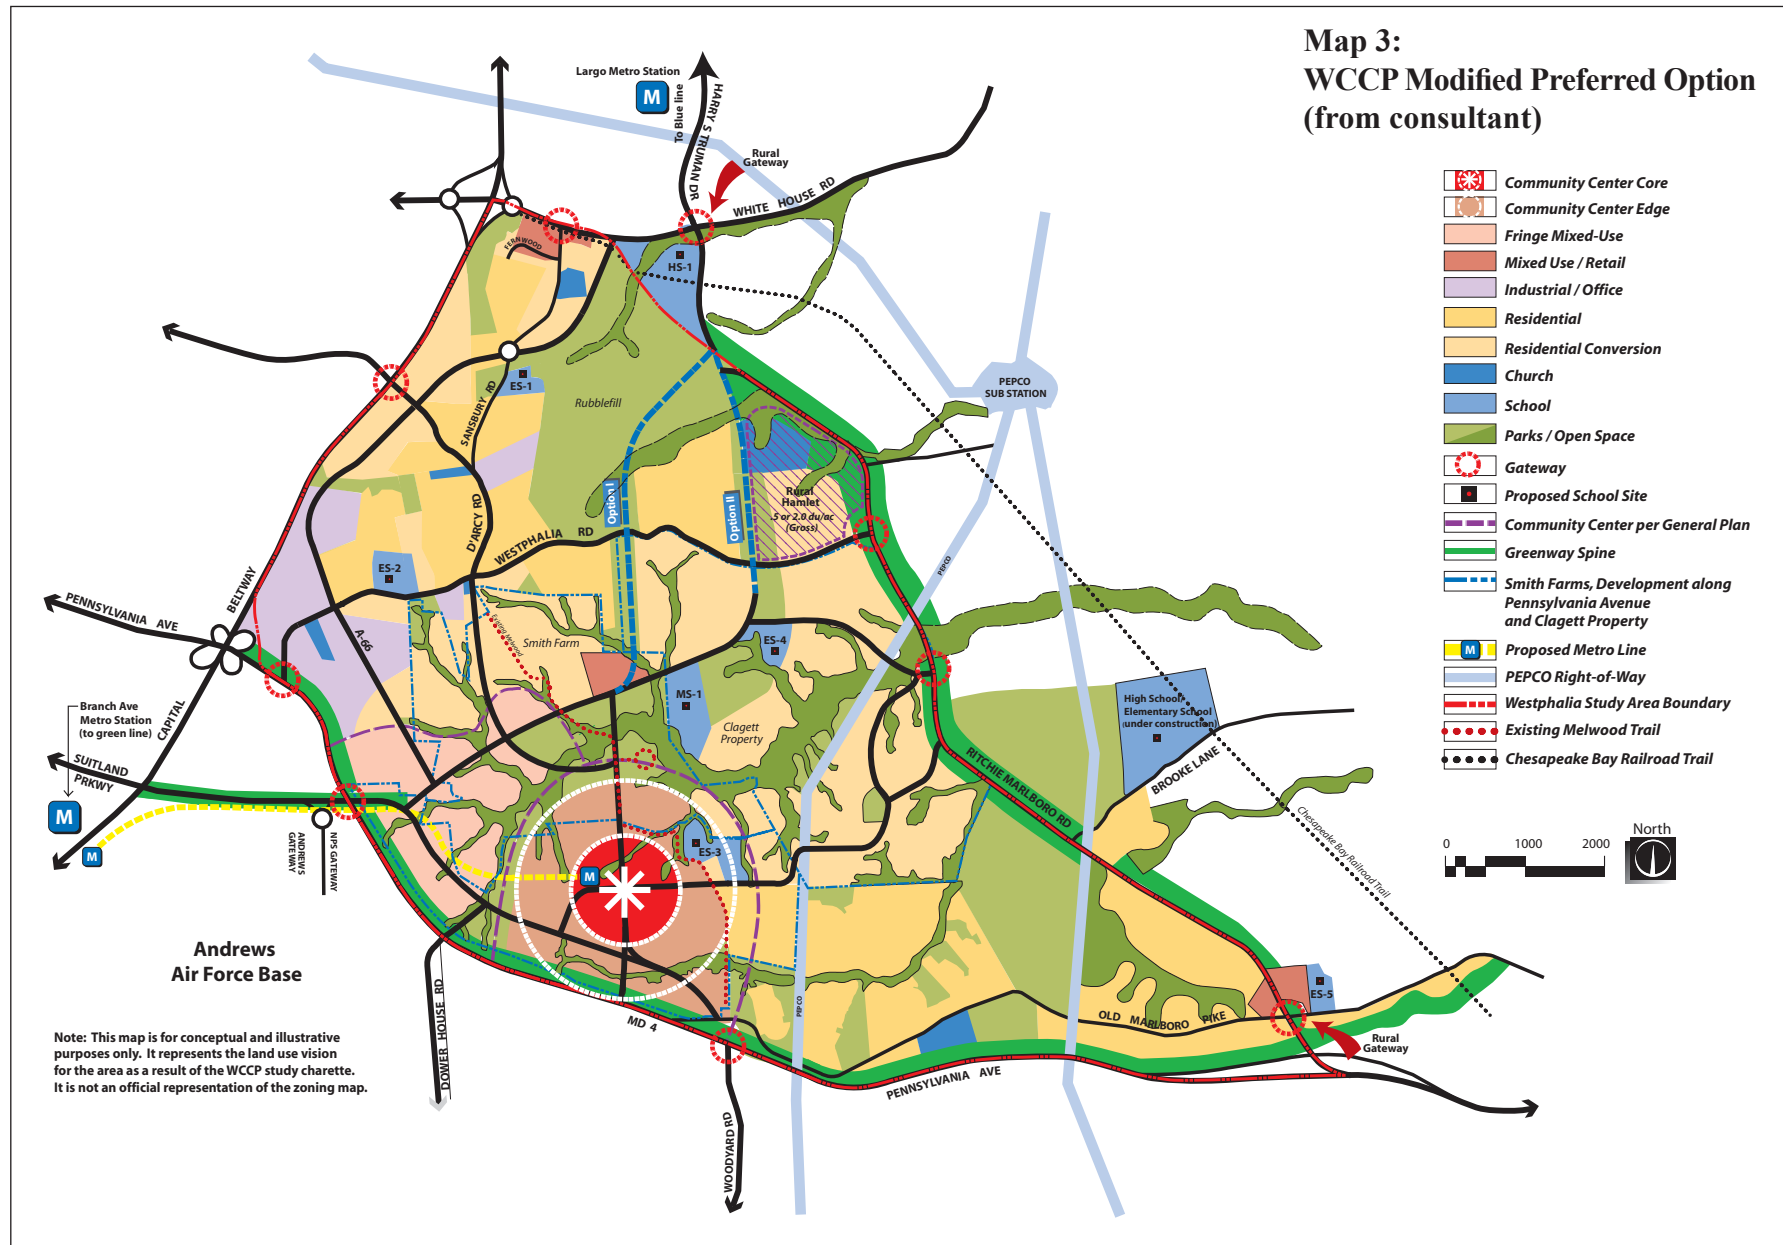 Map 3:
WCCP Modified Preferred Option
(from consultant)
Largo Metro Station
M
To Blue line
HARRY S TRUMAN DR
Rural
Gateway
WHITE HOUSE RD
FERNWOOD
HS-1
ES-1
SANSBURY RD
Rubblefill
PEPCO
SUB STATION
Option I
Option II
Rural
Hamlet
.5 or 2.0 du/ac
(Gross)
D'ARCY RD
WESTPHALIA RD
ES-2
PEPCO
PENNSYLVANIA AVE
BELTWAY
A-66
Existing Melwood
Smith Farm
ES-4
MS-1
Clagett
Property
High School/
Elementary School
(under construction)
Branch Ave
Metro Station
(to green line)
CAPITAL
SUITLAND
PRKWY
M
M
ANDREW'S
GATEWAY
NPS GATEWAY
RITCHIE MARLBORO RD
BROOKE LANE
Chesapeake Bay Railroad Trail
ES-3
M
Andrews
Air Force Base
DOWER HOUSE RD
MD 4
PEPCO
OLD MARLBORO PIKE
ES-5
Rural
Gateway
PENNSYLVANIA AVE
WOODYARD RD
Note: This map is for conceptual and illustrative
purposes only. It represents the land use vision
for the area as a result of the WCCP study charette.
It is not an official representation of the zoning map.
Community Center Core
Community Center Edge
Fringe Mixed-Use
Mixed Use / Retail
Industrial / Office
Residential
Residential Conversion
Church
School
Parks / Open Space
Gateway
Proposed School Site
Community Center per General Plan
Greenway Spine
Smith Farms, Development along
Pennsylvania Avenue
and Clagett Property
M
Proposed Metro Line
PEPCO Right-of-Way
Westphalia Study Area Boundary
Existing Melwood Trail
Chesapeake Bay Railroad Trail
0 1000 2000
North